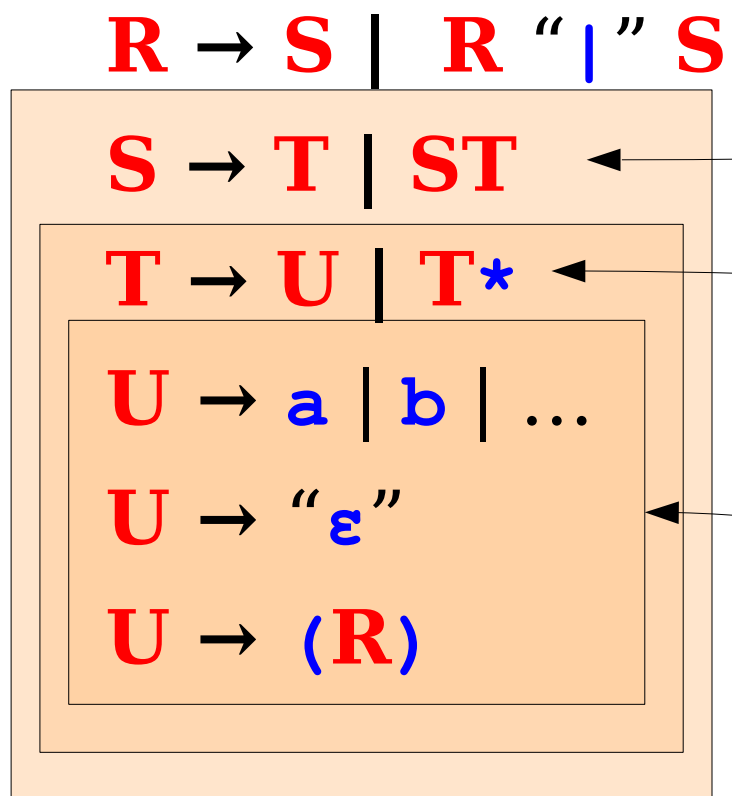 R → S | R “|” S
S → T | ST
T → U | T*
U → a | b | …
U → “ε”
U → (R)